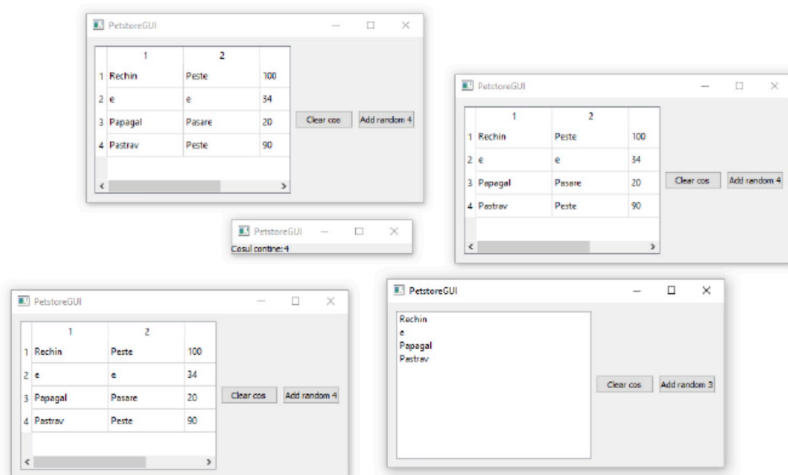 PetstoreGUI
1 2
1 Rechin Peste 100
2 e e 34
3 Papagal Pasare 20
4 Pastrav Peste 90
Clear cos Add random 4
PetstoreGUI
1 2
1 Rechin Peste 100
2 e e 34
3 Papagal Pasare 20
4 Pastrav Peste 90
Clear cos Add random 4
PetstoreGUI
Cosul contine: 4
PetstoreGUI
1 2
1 Rechin Peste 100
2 e e 34
3 Papagal Pasare 20
4 Pastrav Peste 90
Clear cos Add random 4
PetstoreGUI
Rechin
e
Papagal
Pastrav
Clear cos Add random 3